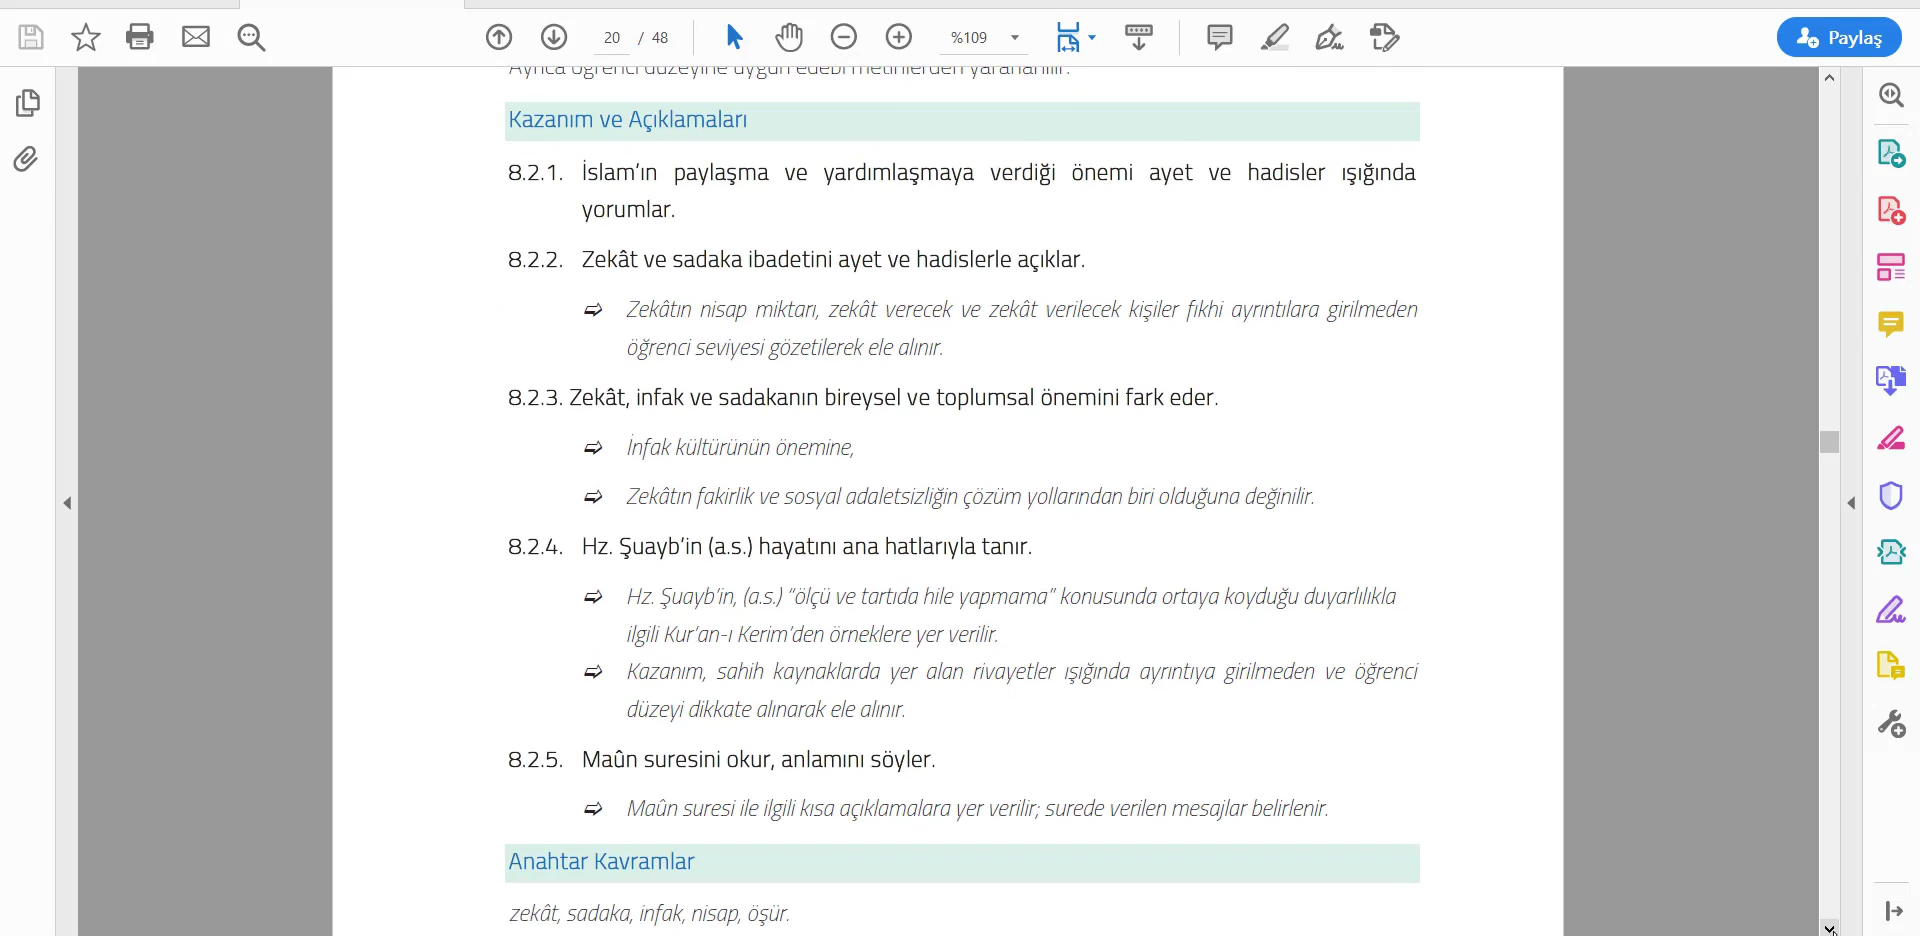 20 / 48
%109
Paylaş
Ayrıca öğrenci düzeyine uygun edebî metinlerden yararlanılır.
Kazanım ve Açıklamaları
8.2.1. İslam’ın paylaşma ve yardımlaşmaya verdiği önemi ayet ve hadisler ışığında
yorumlar.
8.2.2. Zekât ve sadaka ibadetini ayet ve hadislerle açıklar.
⇨ Zekâtın nisap miktarı, zekât verecek ve zekât verilecek kişiler fıkhi ayrıntılara girilmeden
öğrenci seviyesi gözetilerek ele alınır.
8.2.3. Zekât, infak ve sadakanın bireysel ve toplumsal önemini fark eder.
⇨ İnfak kültürünün önemine,
⇨ Zekâtın fakirlik ve sosyal adaletsizliğin çözüm yollarından biri olduğuna değinilir.
8.2.4. Hz. Şuayb’in (a.s.) hayatını ana hatlarıyla tanır.
⇨ Hz. Şuayb’in, (a.s.) “ölçü ve tartıda hile yapmama” konusunda ortaya koyduğu duyarlılıkla
ilgili Kur’an-ı Kerim’den örneklere yer verilir.
⇨ Kazanım, sahih kaynaklarda yer alan rivayetler ışığında ayrıntıya girilmeden ve öğrenci
düzeyi dikkate alınarak ele alınır.
8.2.5. Maûn suresini okur, anlamını söyler.
⇨ Maûn suresi ile ilgili kısa açıklamalara yer verilir; surede verilen mesajlar belirlenir.
Anahtar Kavramlar
zekât, sadaka, infak, nisap, öşür.